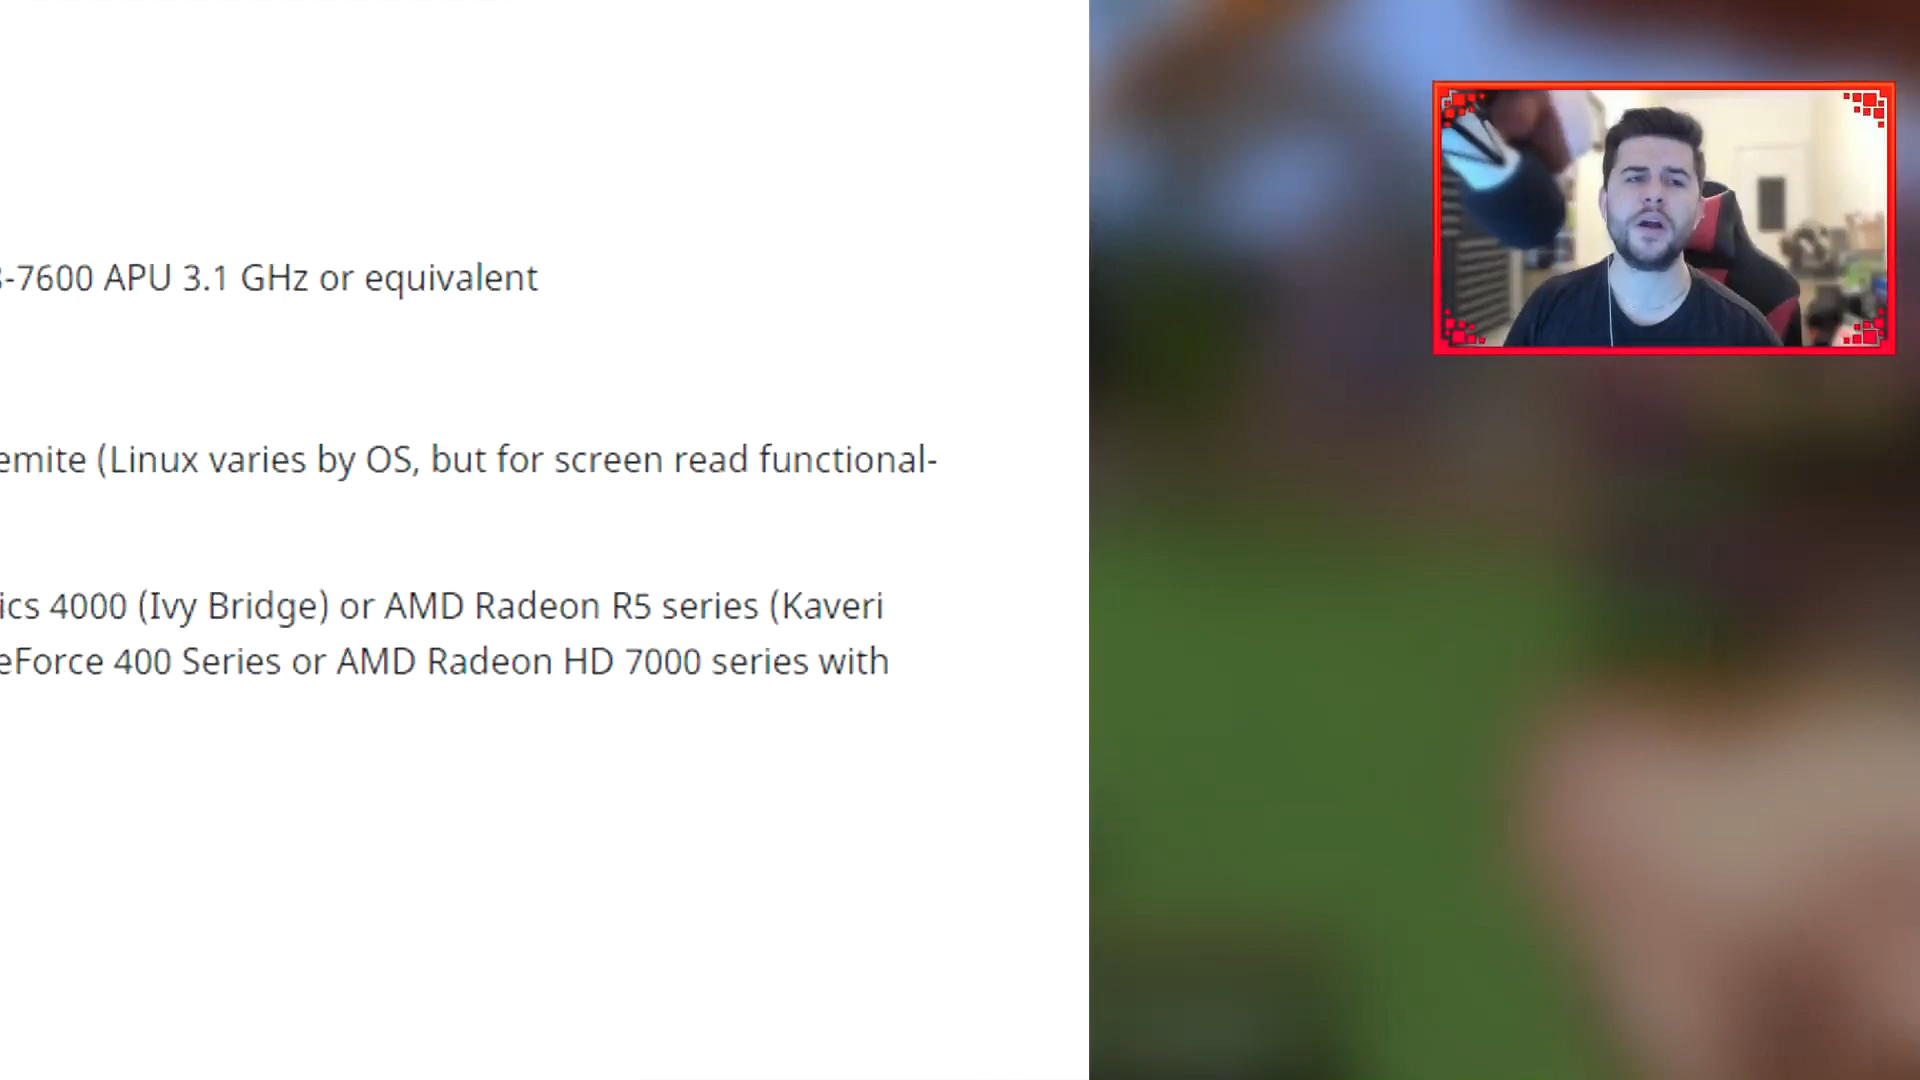 -7600 APU 3.1 GHz or equivalent
emite (Linux varies by OS, but for screen read functional-
ics 4000 (Ivy Bridge) or AMD Radeon R5 series (Kaveri
eForce 400 Series or AMD Radeon HD 7000 series with